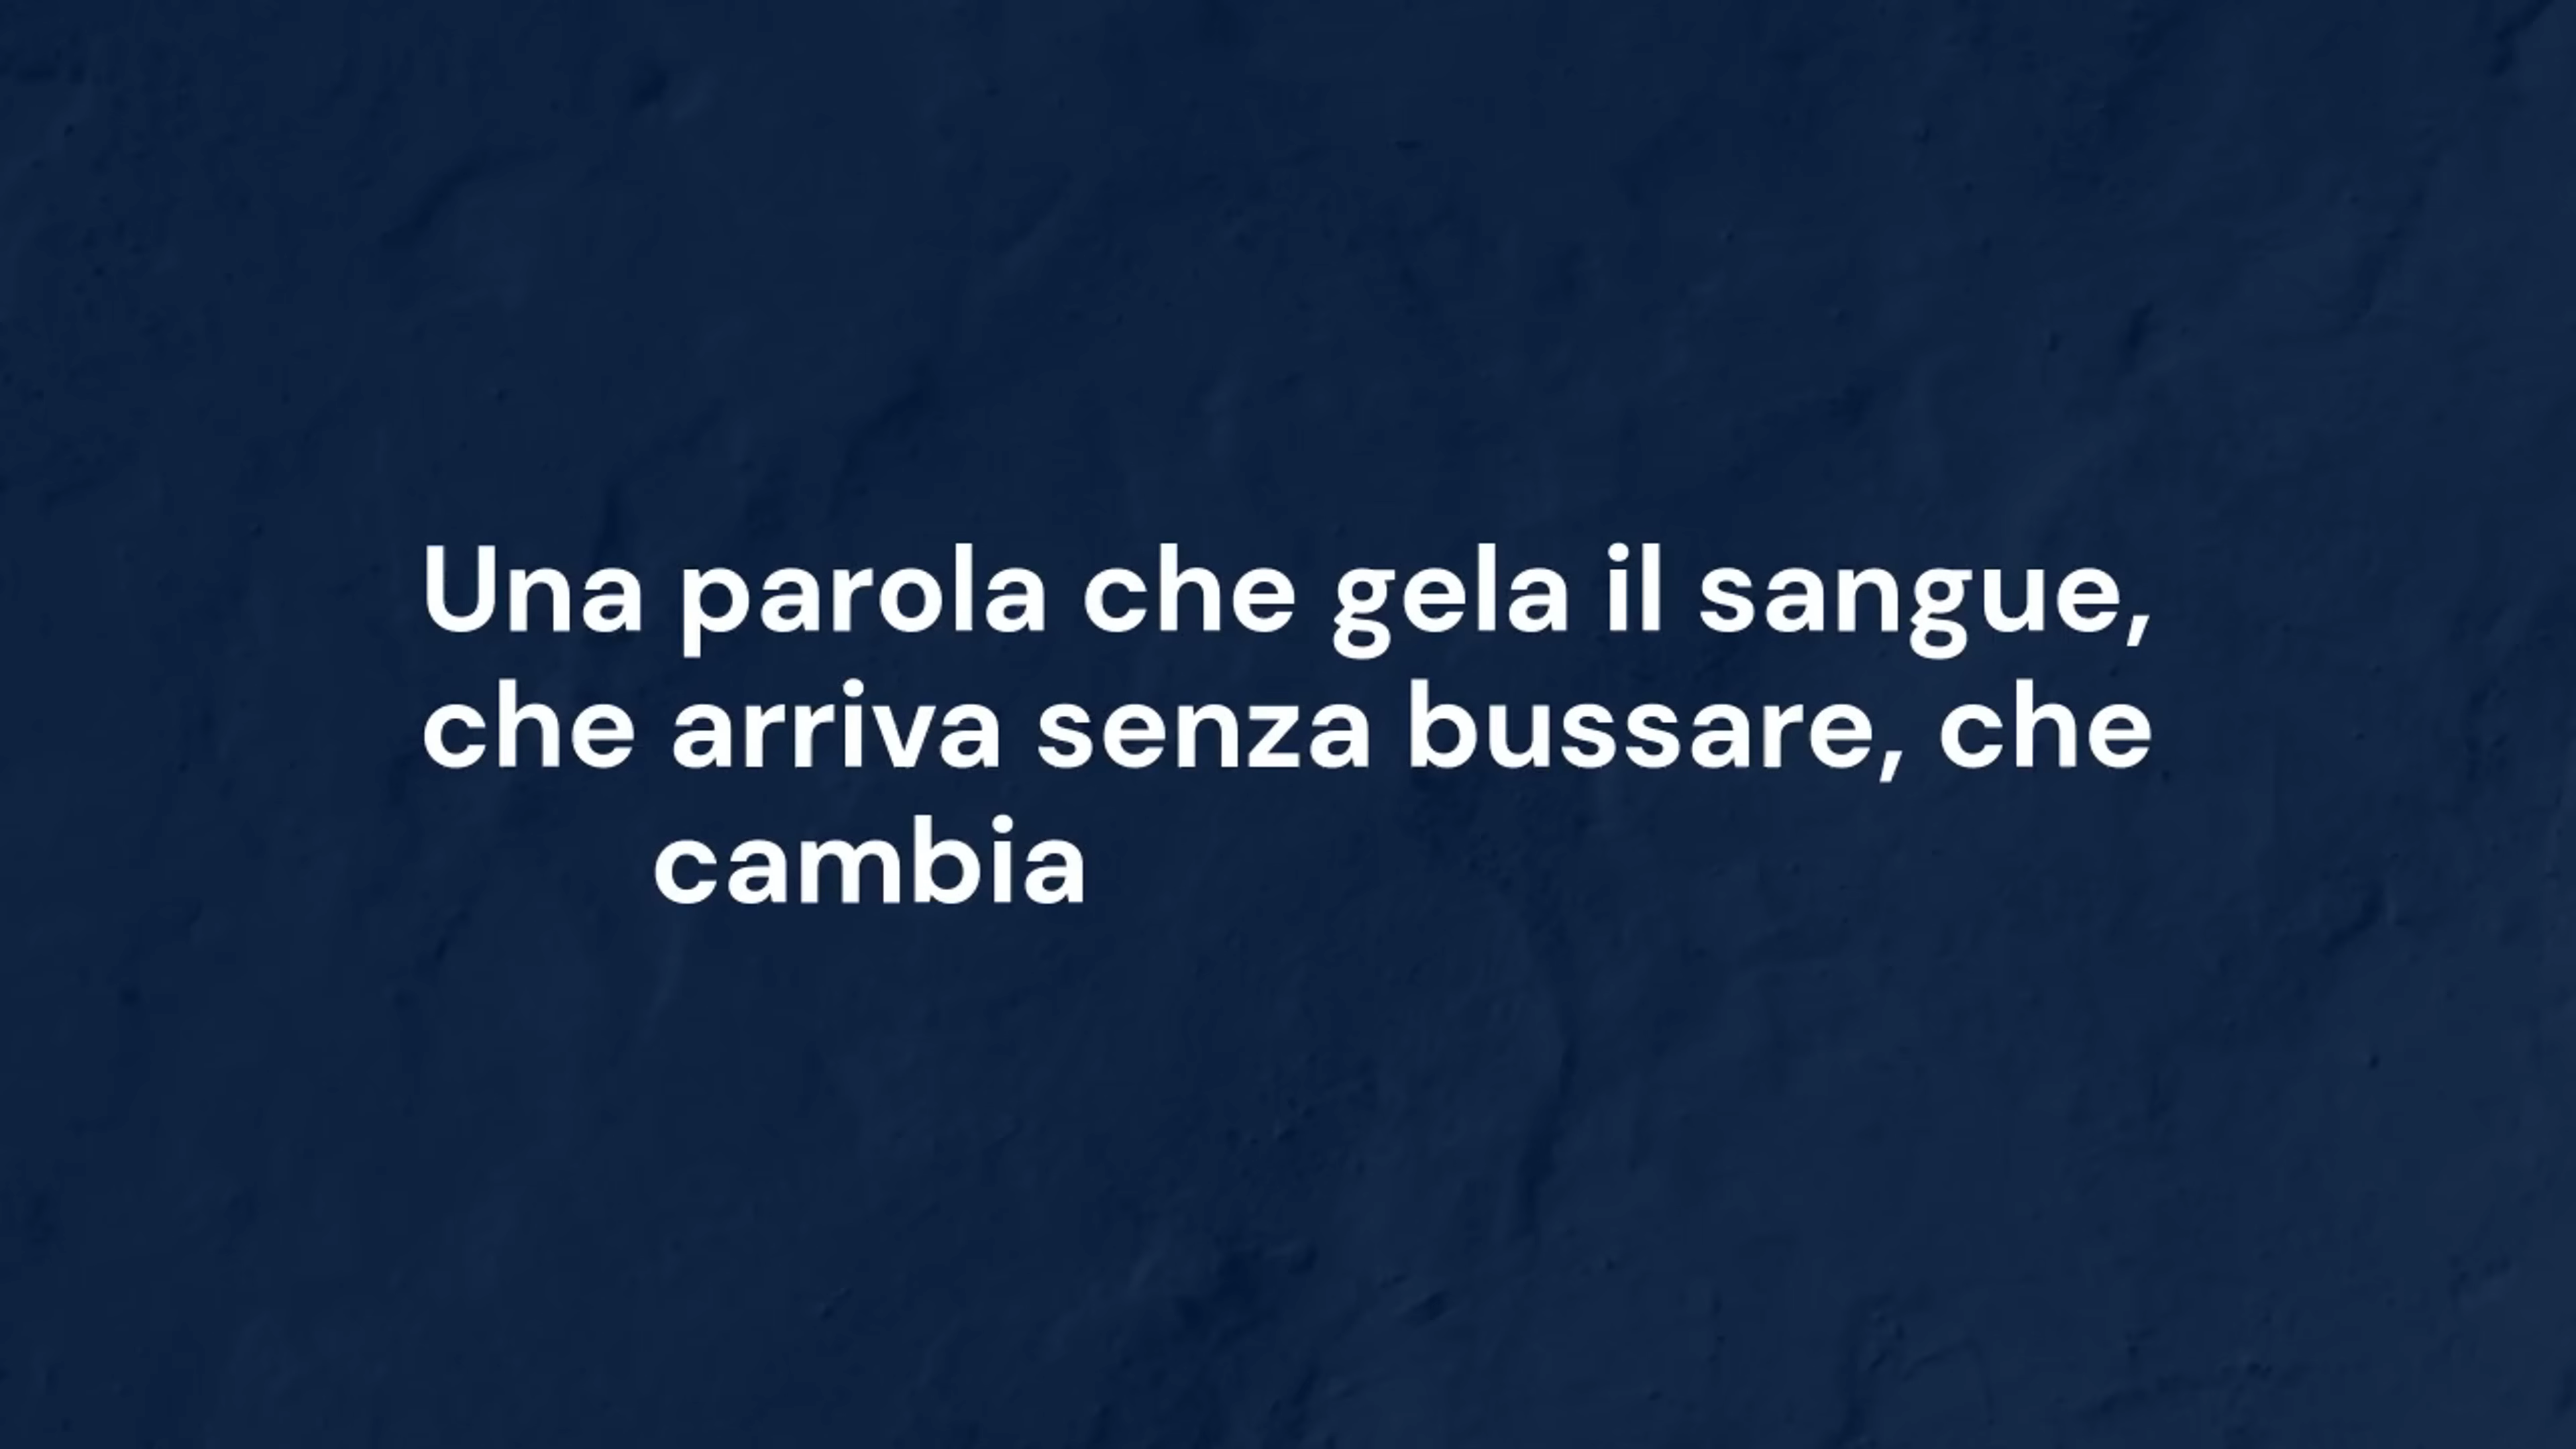 Una parola che gela il sangue,
che arriva senza bussare, che
cambia